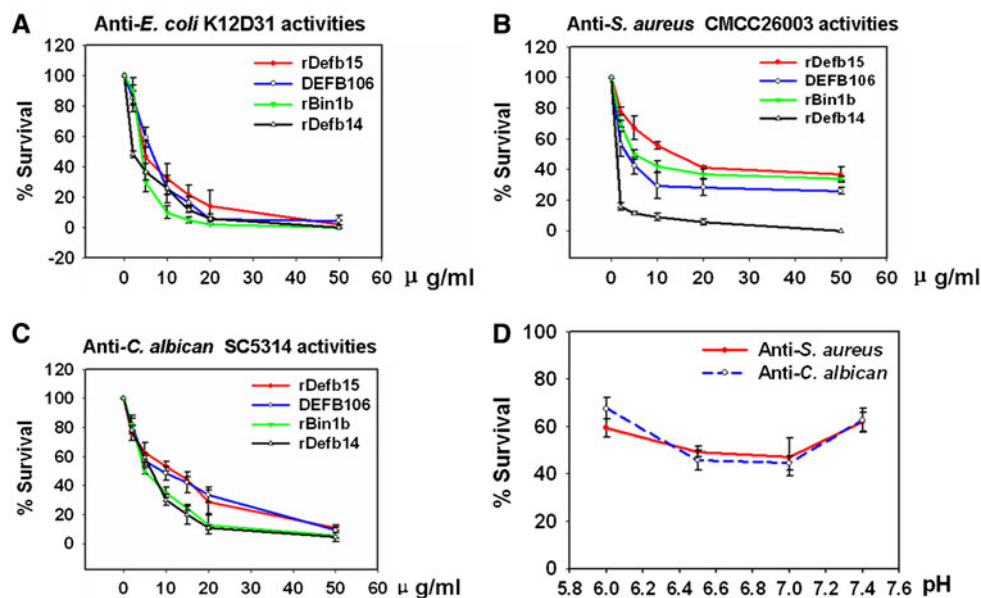 A
Anti-E. coli K12D31 activities
rDefb15
DEFB106
rBin1b
rDefb14
% Survival
120
100
80
60
40
20
0
-20
0 10 20 30 40 50 μ g/ml
B
Anti-S. aureus CMCC26003 activities
rDefb15
DEFB106
rBin1b
rDefb14
% Survival
120
100
80
60
40
20
0
0 10 20 30 40 50
μ g/ml
C
Anti-C. albican SC5314 activities
rDefb15
DEFB106
rBin1b
rDefb14
% Survival
120
100
80
60
40
20
0
0 10 20 30 40 50 μ g/ml
D
Anti-S. aureus
Anti-C. albican
% Survival
100
80
60
40
20
0
5.8 6.0 6.2 6.4 6.6 6.8 7.0 7.2 7.4 7.6 pH